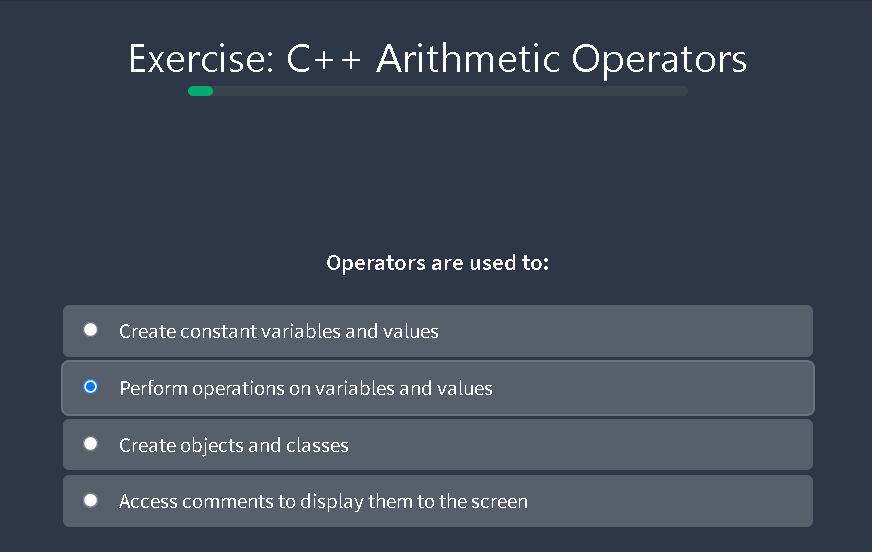 Exercise: C++ Arithmetic Operators
Operators are used to:
Create constant variables and values
Perform operations on variables and values
Create objects and classes
Access comments to display them to the screen